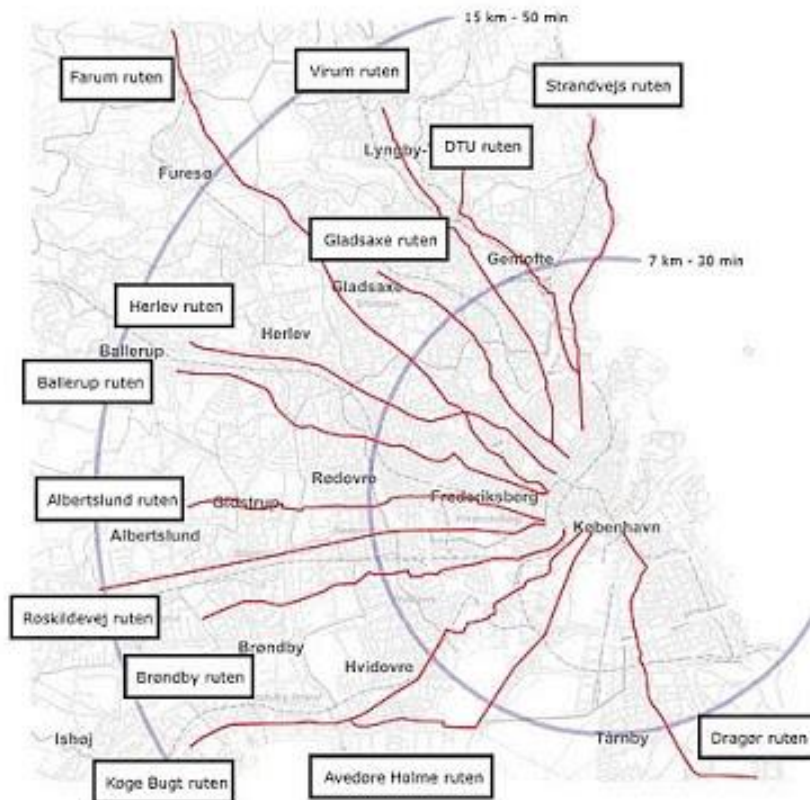 15 km - 50 min
Farum ruten
Virum ruten
Strandvejs ruten
Lyngby-
DTU ruten
Furesø
Gladsaxe ruten
Gentofte
7 km - 30 min
Gladsaxe
Herlev ruten
Herlev
Ballerup
Ballerup ruten
Rødovre
Albertslund ruten
Glostrup
Frederiksberg
Albertslund
København
Roskildevej ruten
Brøndby
Hvidovre
Brøndby ruten
Ishøj
Tårnby
Dragør ruten
Køge Bugt ruten
Avedøre Holme ruten